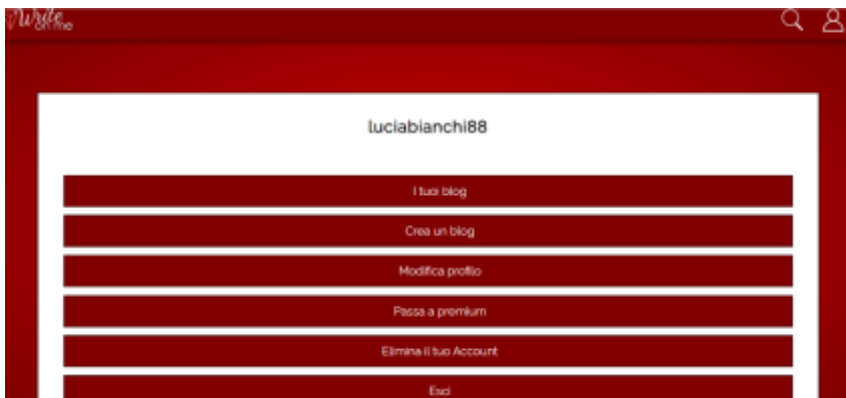 Write
on me
luciabianchi88
I tuoi blog
Crea un blog
Modifica profilo
Passa a premium
Elimina il tuo Account
Esci